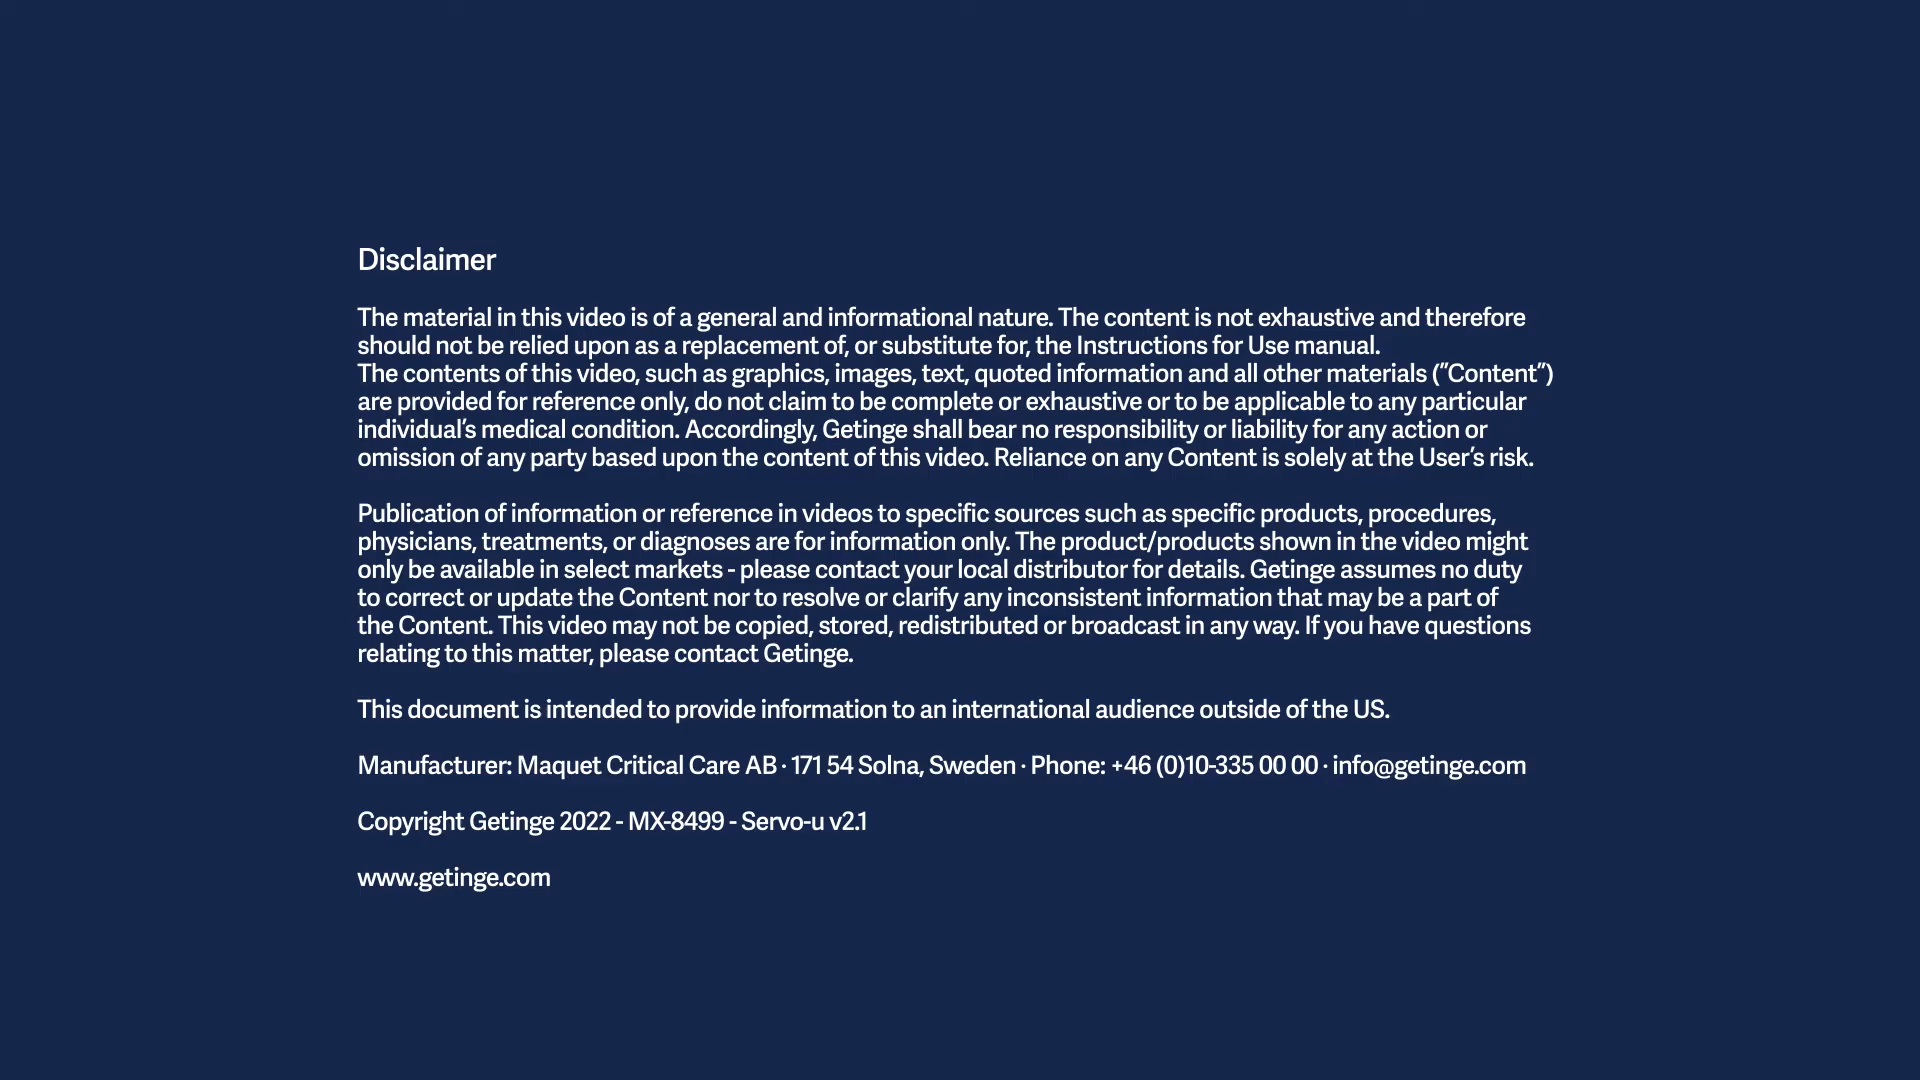 Disclaimer
The material in this video is of a general and informational nature. The content is not exhaustive and therefore
should not be relied upon as a replacement of, or substitute for, the Instructions for Use manual.
The contents of this video, such as graphics, images, text, quoted information and all other materials (”Content”)
are provided for reference only, do not claim to be complete or exhaustive or to be applicable to any particular
individual’s medical condition. Accordingly, Getinge shall bear no responsibility or liability for any action or
omission of any party based upon the content of this video. Reliance on any Content is solely at the User’s risk.
Publication of information or reference in videos to specific sources such as specific products, procedures,
physicians, treatments, or diagnoses are for information only. The product/products shown in the video might
only be available in select markets - please contact your local distributor for details. Getinge assumes no duty
to correct or update the Content nor to resolve or clarify any inconsistent information that may be a part of
the Content. This video may not be copied, stored, redistributed or broadcast in any way. If you have questions
relating to this matter, please contact Getinge.
This document is intended to provide information to an international audience outside of the US.
Manufacturer: Maquet Critical Care AB · 171 54 Solna, Sweden · Phone: +46 (0)10-335 00 00 · info@getinge.com
Copyright Getinge 2022 - MX-8499 - Servo-u v2.1
www.getinge.com